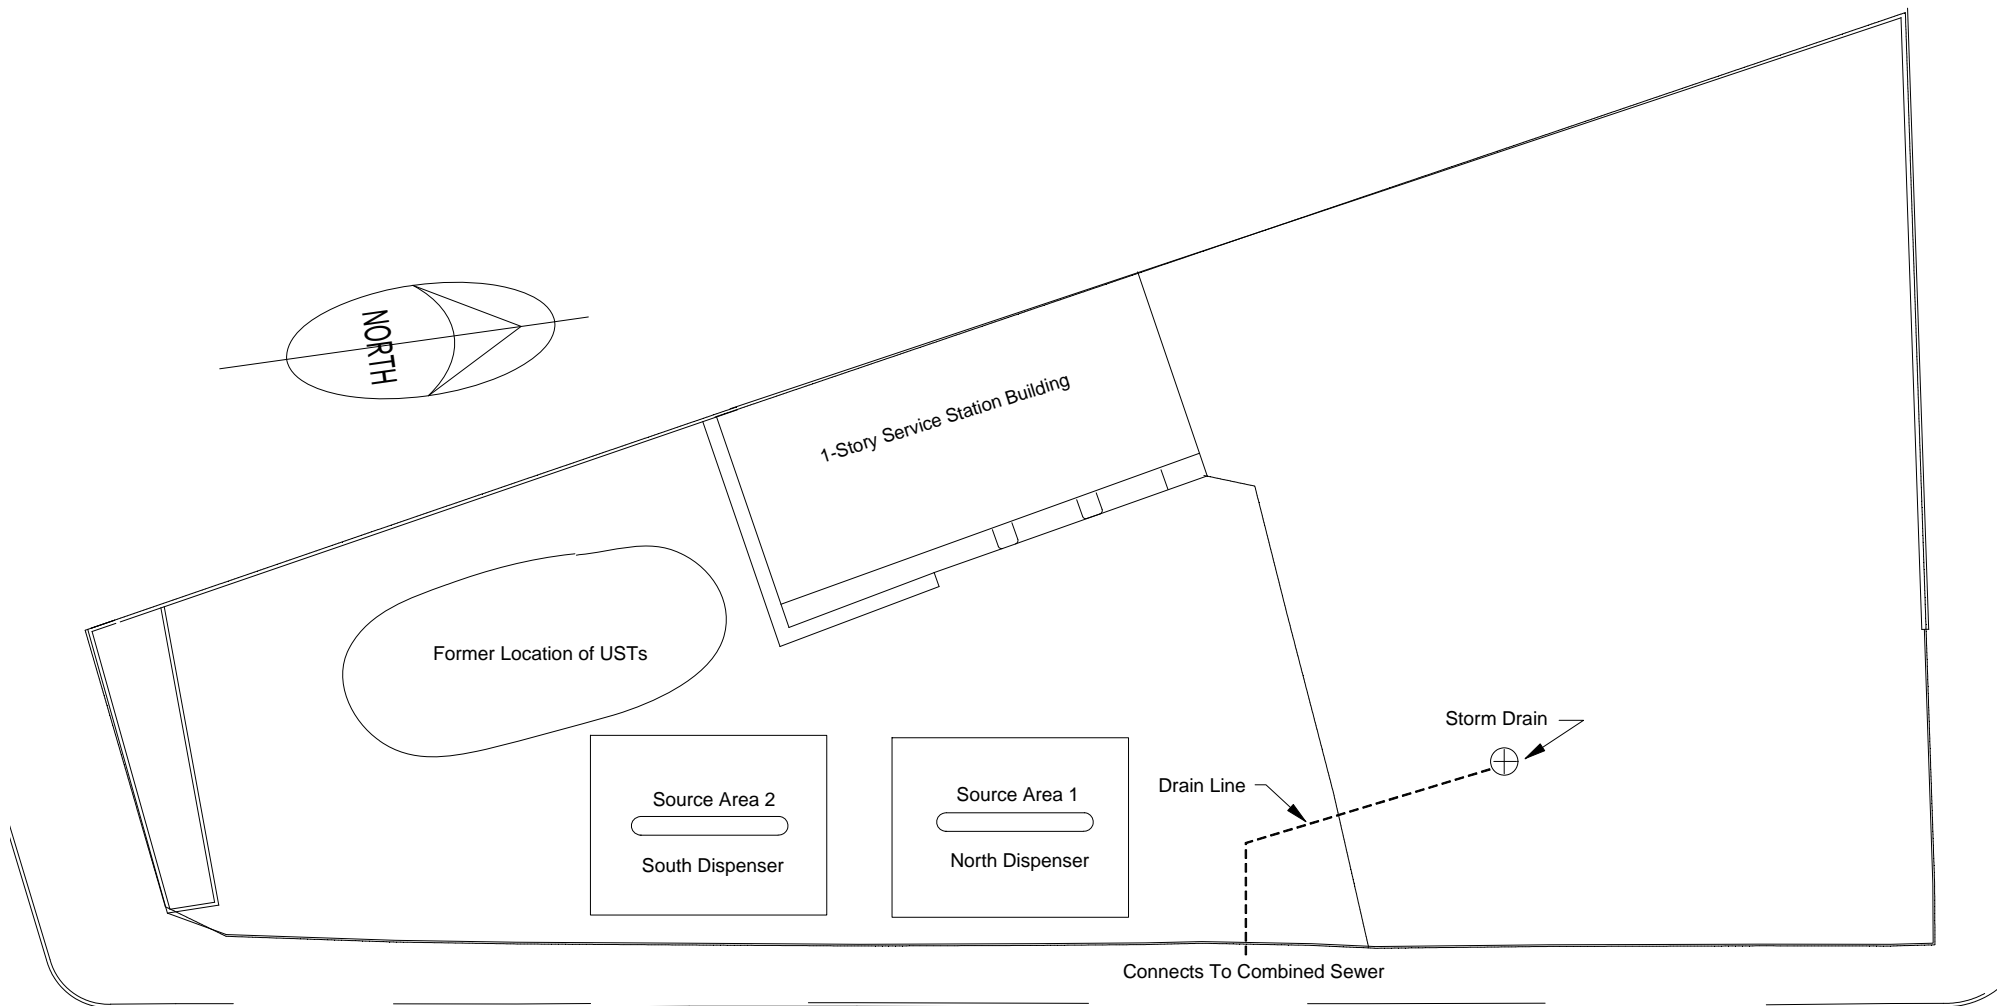 NORTH
1-Story Service Station Building
Former Location of USTs
Storm Drain
Drain Line
Source Area 2
South Dispenser
Source Area 1
North Dispenser
Connects To Combined Sewer